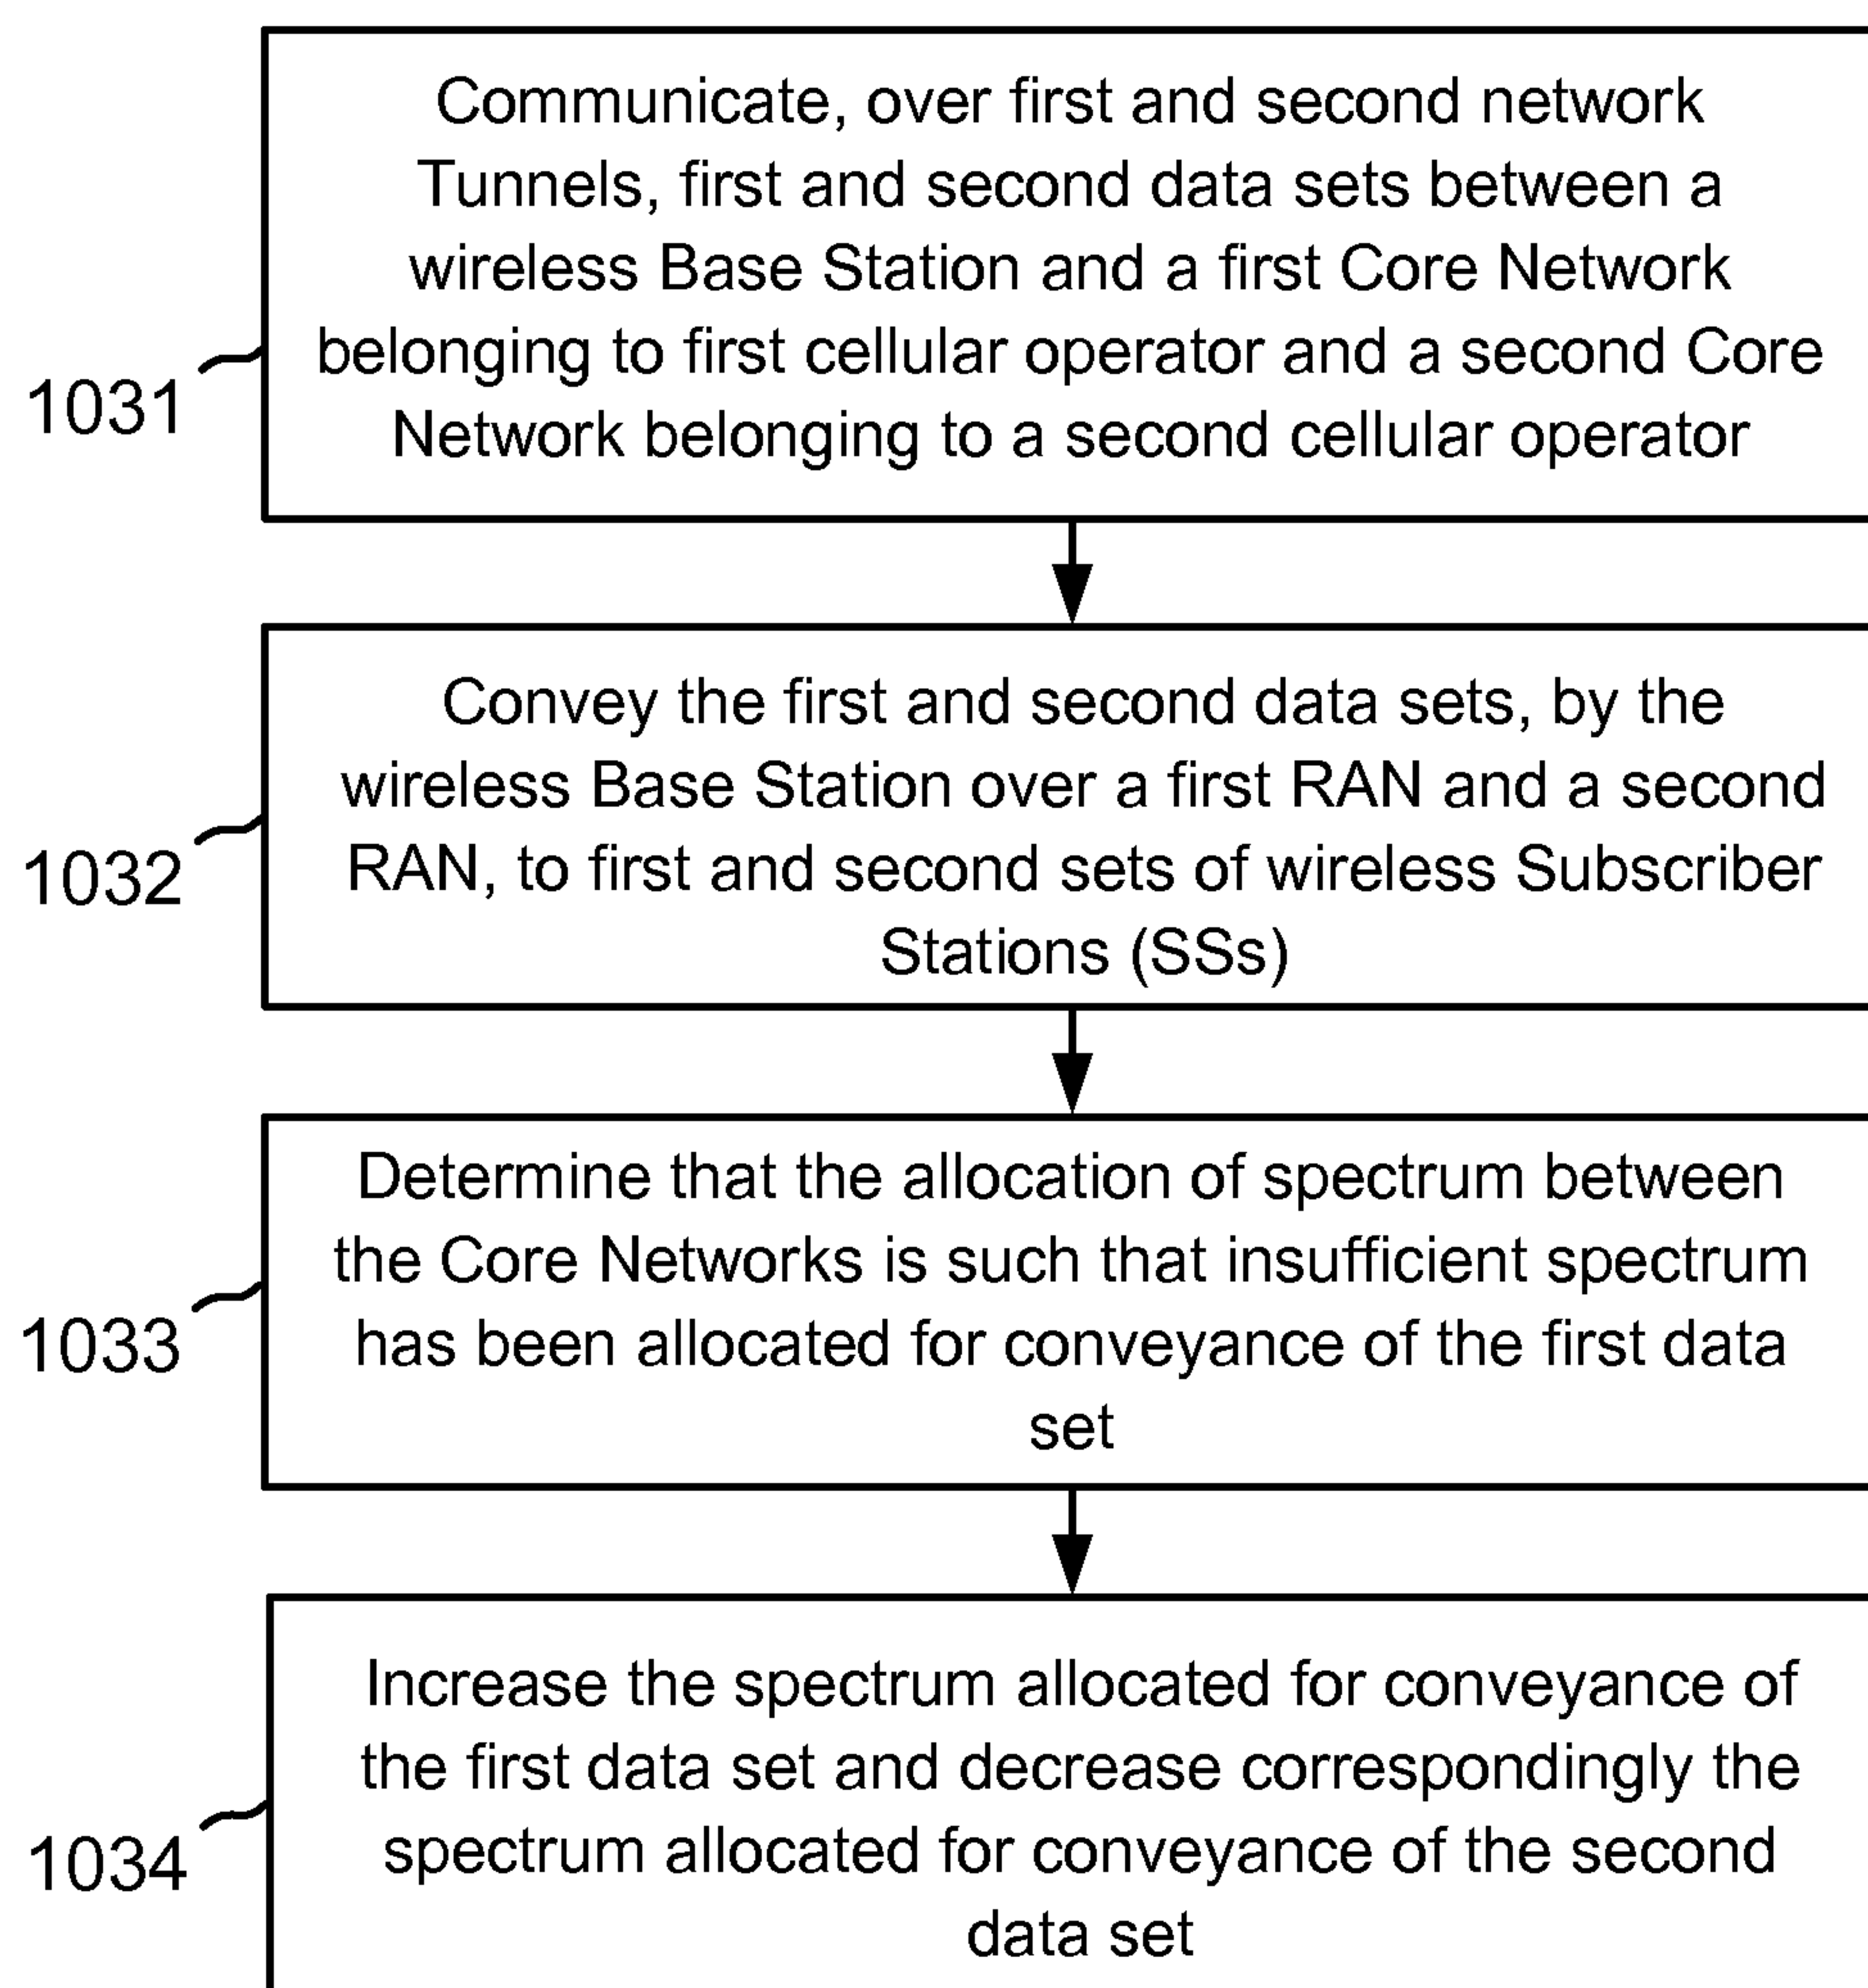 Communicate, over first and second network
Tunnels, first and second data sets between a
wireless Base Station and a first Core Network
belonging to first cellular operator and a second Core
Network belonging to a second cellular operator
1031
Convey the first and second data sets, by the
wireless Base Station over a first RAN and a second
RAN, to first and second sets of wireless Subscriber
Stations (SSs)
1032
Determine that the allocation of spectrum between
the Core Networks is such that insufficient spectrum
has been allocated for conveyance of the first data
set
1033
Increase the spectrum allocated for conveyance of
the first data set and decrease correspondingly the
spectrum allocated for conveyance of the second
data set
1034